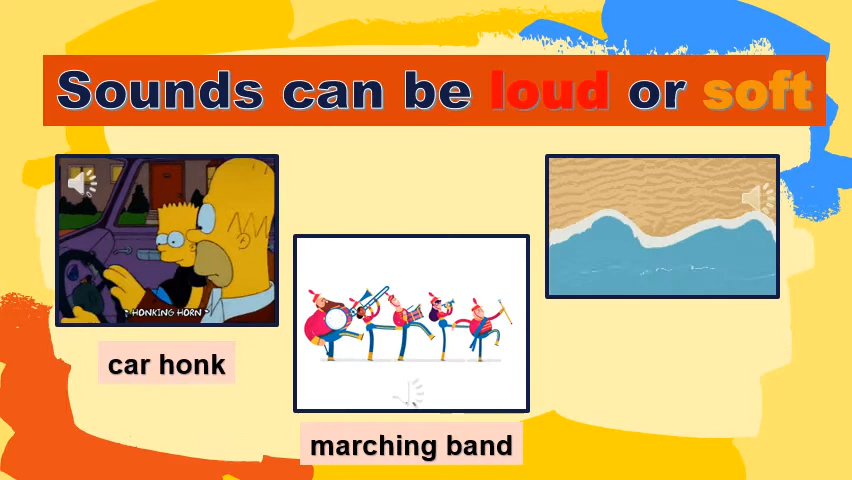 Sounds can be loud or soft
♪ HONKING HORN ♪
car honk
marching band